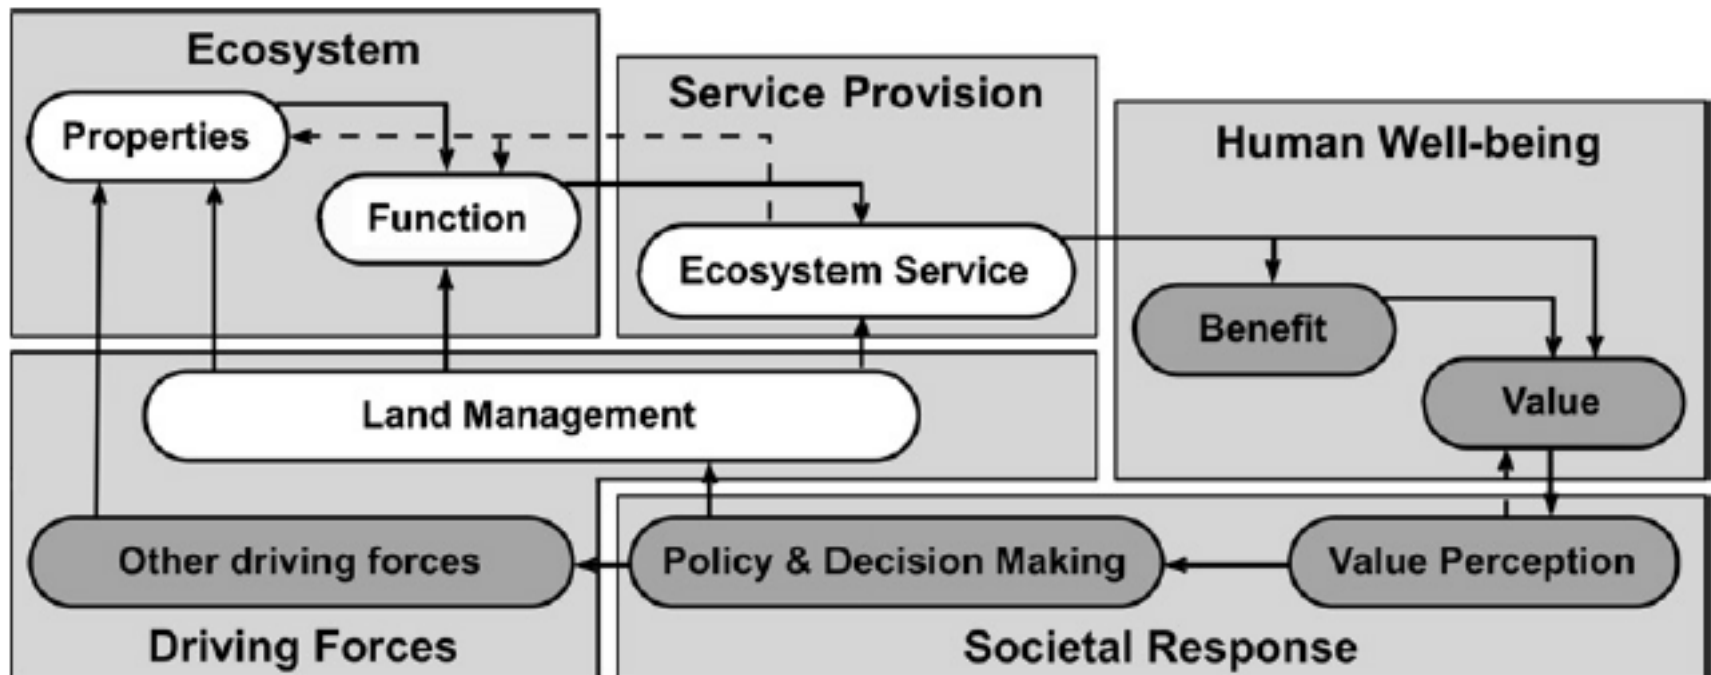 Ecosystem
Service Provision
Human Well-being
Properties
Function
Ecosystem Service
Benefit
Value
Land Management
Other driving forces
Policy & Decision Making
Value Perception
Driving Forces
Societal Response